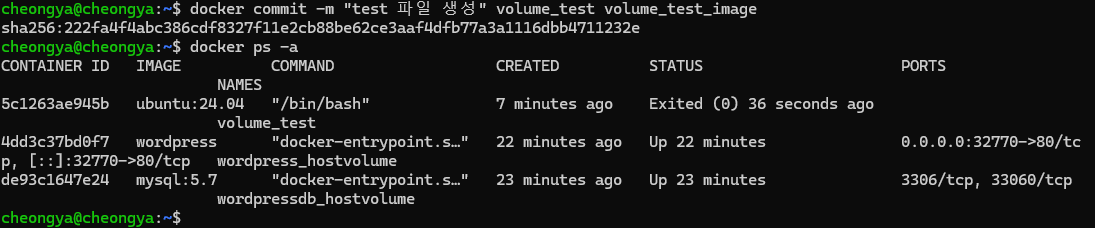 cheongya@cheongya:~$ docker commit -m "test 파일 생성" volume_test volume_test_image
sha256:222fa4f4abc386cdf8327f11e2cb88be62ce3aaf4dfb77a3a1116dbb4711232e
cheongya@cheongya:~$ docker ps -a
CONTAINER ID   IMAGE          COMMAND                  CREATED          STATUS                      PORTS
                       NAMES
5c1263ae945b   ubuntu:24.04   "/bin/bash"              7 minutes ago    Exited (0) 36 seconds ago
                       volume_test
4dd3c37bd0f7   wordpress      "docker-entrypoint.s…"   22 minutes ago   Up 22 minutes               0.0.0.0:32770->80/tc
p, [::]:32770->80/tcp   wordpress_hostvolume
de93c1647e24   mysql:5.7      "docker-entrypoint.s…"   23 minutes ago   Up 23 minutes               3306/tcp, 33060/tcp
                       wordpressdb_hostvolume
cheongya@cheongya:~$